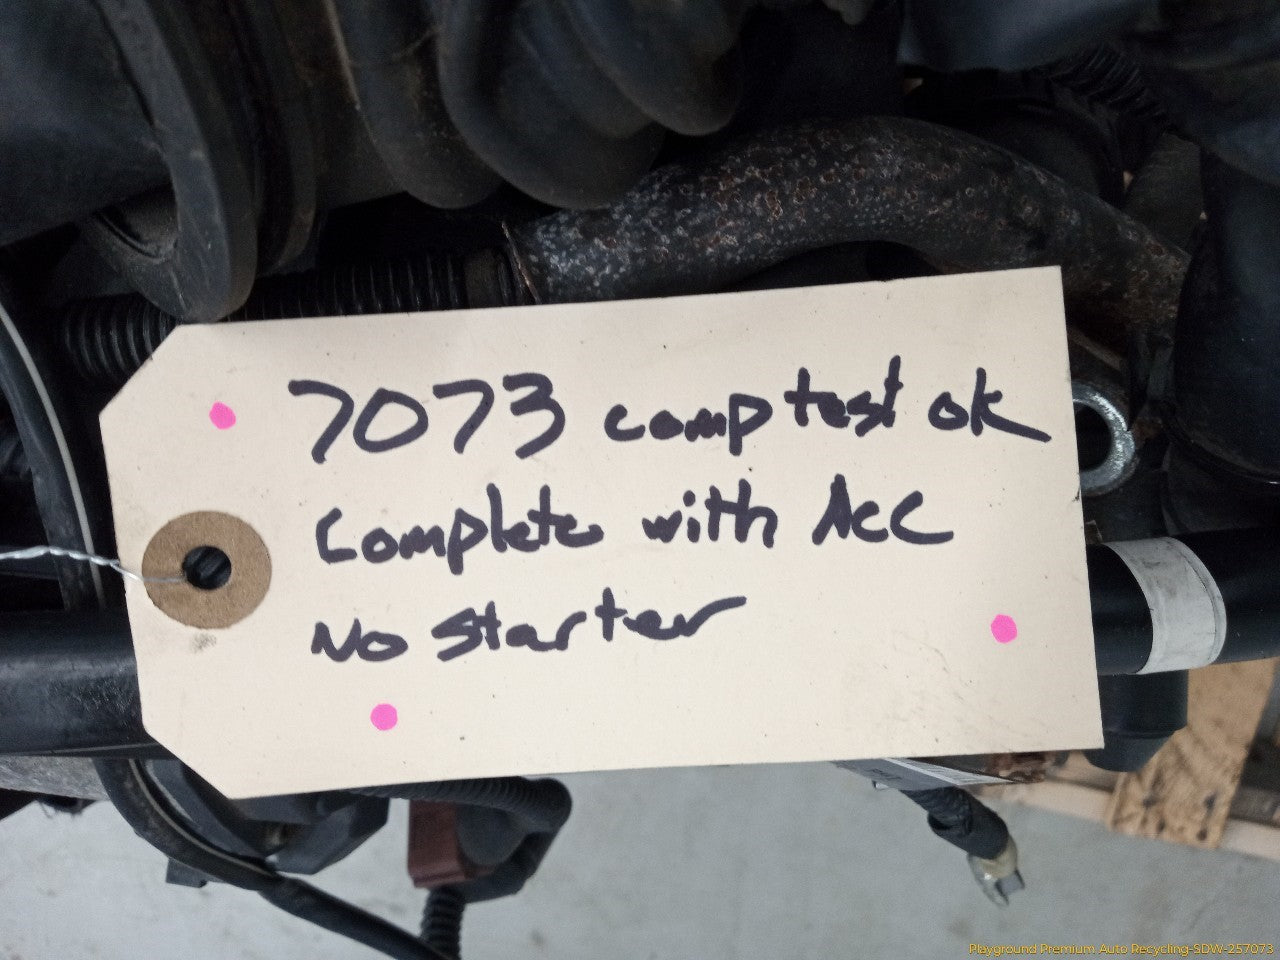 7073 comp test ok
Complete with ACC
No Starter
Playground Premium Auto Recycling-SDW-257073